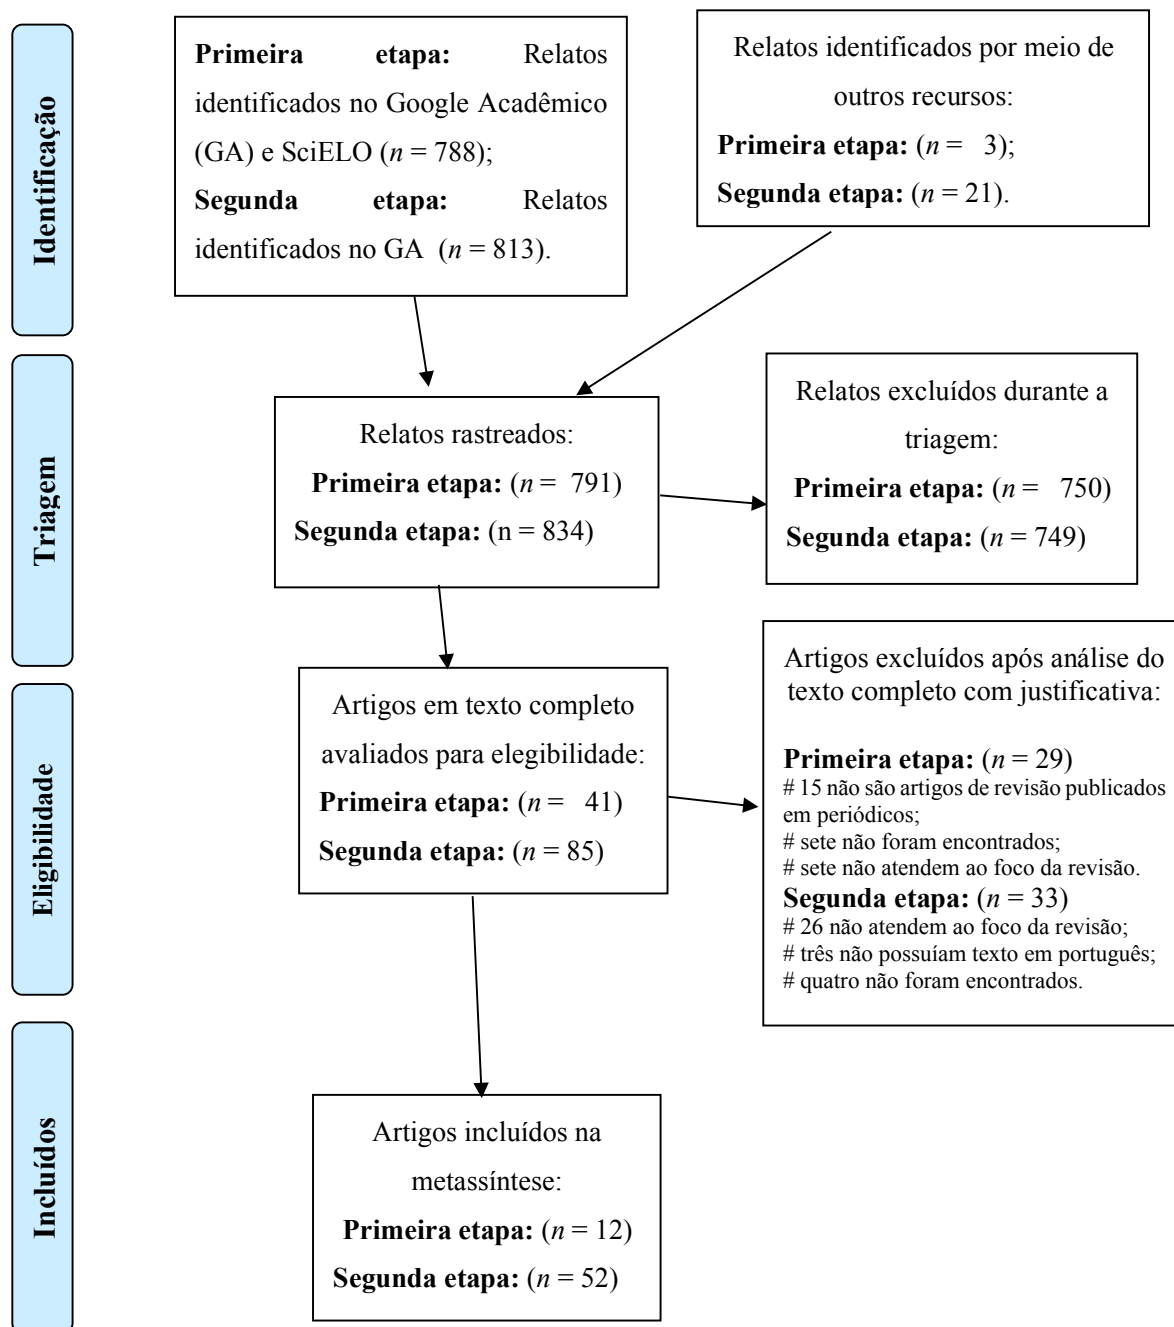 Identificação
Primeira etapa: Relatos
identificados no Google Acadêmico
(GA) e SciELO (n = 788);
Segunda etapa: Relatos
identificados no GA (n = 813).
Relatos identificados por meio de
outros recursos:
Primeira etapa: (n = 3);
Segunda etapa: (n = 21).
Triagem
Relatos rastreados:
Primeira etapa: (n = 791)
Segunda etapa: (n = 834)
Relatos excluídos durante a
triagem:
Primeira etapa: (n = 750)
Segunda etapa: (n = 749)
Eligibilidade
Artigos em texto completo
avaliados para elegibilidade:
Primeira etapa: (n = 41)
Segunda etapa: (n = 85)
Artigos excluídos após análise do
texto completo com justificativa:
Primeira etapa: (n = 29)
# 15 não são artigos de revisão publicados
em periódicos;
# sete não foram encontrados;
# sete não atendem ao foco da revisão.
Segunda etapa: (n = 33)
# 26 não atendem ao foco da revisão;
# três não possuíam texto em português;
# quatro não foram encontrados.
Incluídos
Artigos incluídos na
metassíntese:
Primeira etapa: (n = 12)
Segunda etapa: (n = 52)